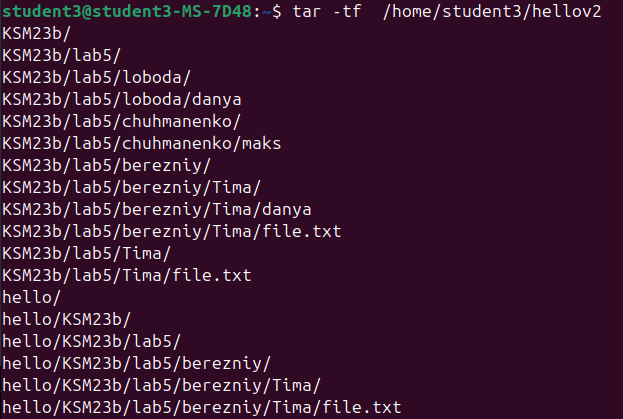 student3@student3-MS-7D48:~$ tar -tf  /home/student3/hellov2
KSM23b/
KSM23b/lab5/
KSM23b/lab5/loboda/
KSM23b/lab5/loboda/danya
KSM23b/lab5/chuhmanenko/
KSM23b/lab5/chuhmanenko/maks
KSM23b/lab5/berezniy/
KSM23b/lab5/berezniy/Tima/
KSM23b/lab5/berezniy/Tima/danya
KSM23b/lab5/berezniy/Tima/file.txt
KSM23b/lab5/Tima/
KSM23b/lab5/Tima/file.txt
hello/
hello/KSM23b/
hello/KSM23b/lab5/
hello/KSM23b/lab5/berezniy/
hello/KSM23b/lab5/berezniy/Tima/
hello/KSM23b/lab5/berezniy/Tima/file.txt